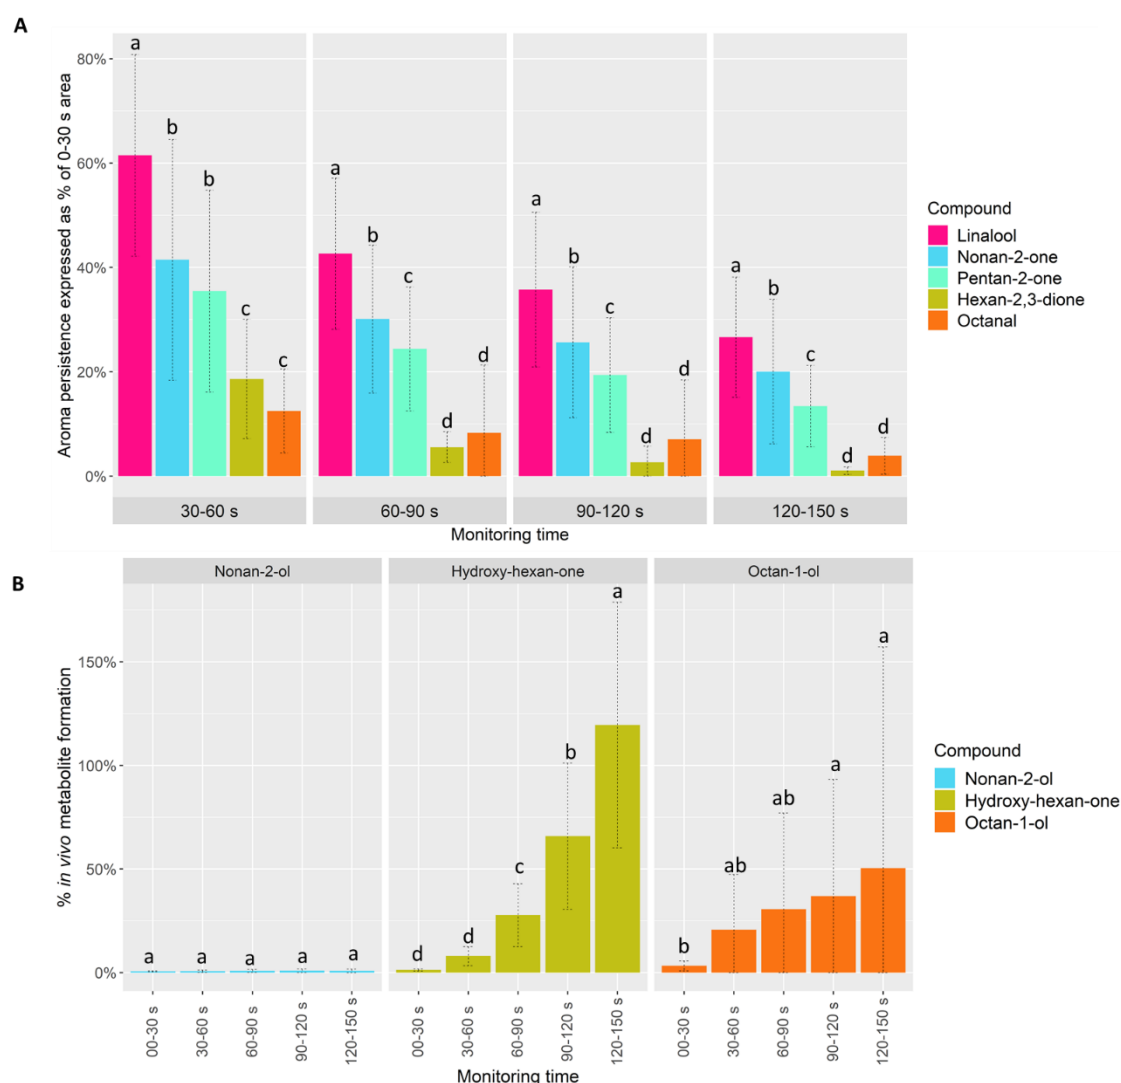 A
Aroma persistence expressed as % of 0-30 s area
80%
60%
40%
20%
0%
a
b
b
c
c
a
b
c
d
d
a
b
c
d
d
a
b
c
d
d
30-60 s
60-90 s
90-120 s
120-150 s
Monitoring time
Compound
Linalool
Nonan-2-one
Pentan-2-one
Hexan-2,3-dione
Octanal
B
% in vivo metabolite formation
150%
100%
50%
0%
Nonan-2-ol
Hydroxy-hexan-one
Octan-1-ol
a
a
a
a
a
d
d
c
b
a
b
ab
ab
a
a
00-30 s
30-60 s
60-90 s
90-120 s
120-150 s
00-30 s
30-60 s
60-90 s
90-120 s
120-150 s
00-30 s
30-60 s
60-90 s
90-120 s
120-150 s
Monitoring time
Compound
Nonan-2-ol
Hydroxy-hexan-one
Octan-1-ol